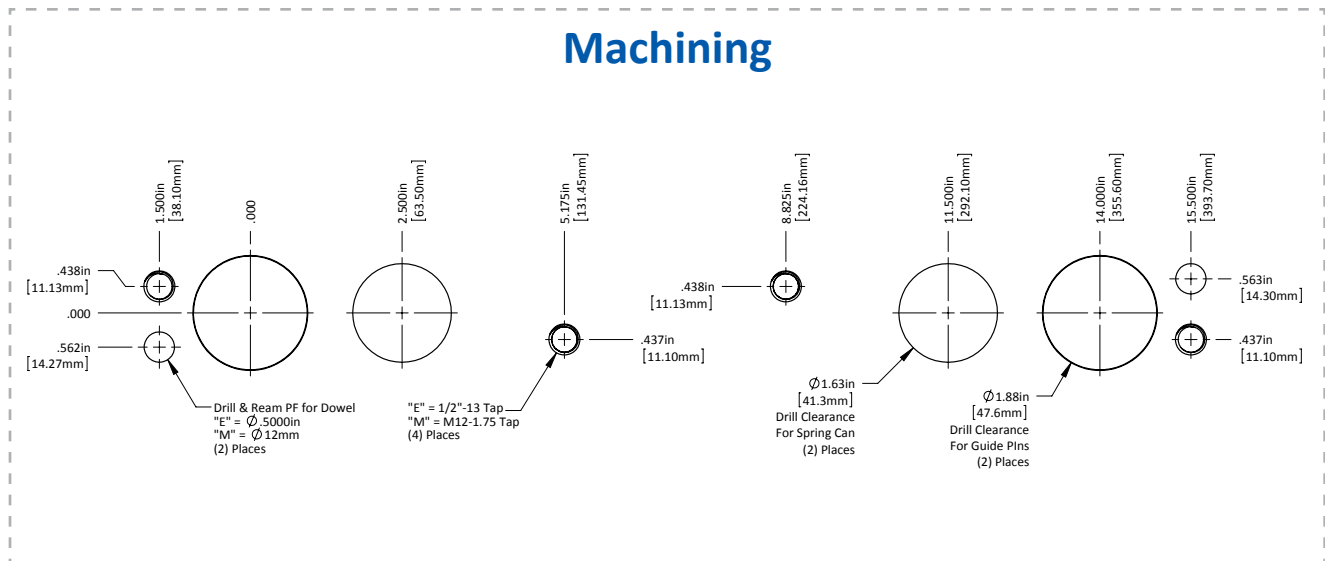 Machining
1.500in
[38.10mm]
.000
2.500in
[63.50mm]
5.175in
[131.45mm]
8.825in
[224.16mm]
11.500in
[292.10mm]
14.000in
[355.60mm]
15.500in
[393.70mm]
.438in
[11.13mm]
.000
.562in
[14.27mm]
.438in
[11.13mm]
.437in
[11.10mm]
.563in
[14.30mm]
.437in
[11.10mm]
Drill & Ream PF for Dowel
"E" = Ø.5000in
"M" = Ø12mm
(2) Places
"E" = 1/2"-13 Tap
"M" = M12-1.75 Tap
(4) Places
Ø1.63in
[41.3mm]
Drill Clearance
For Spring Can
(2) Places
Ø1.88in
[47.6mm]
Drill Clearance
For Guide PIns
(2) Places